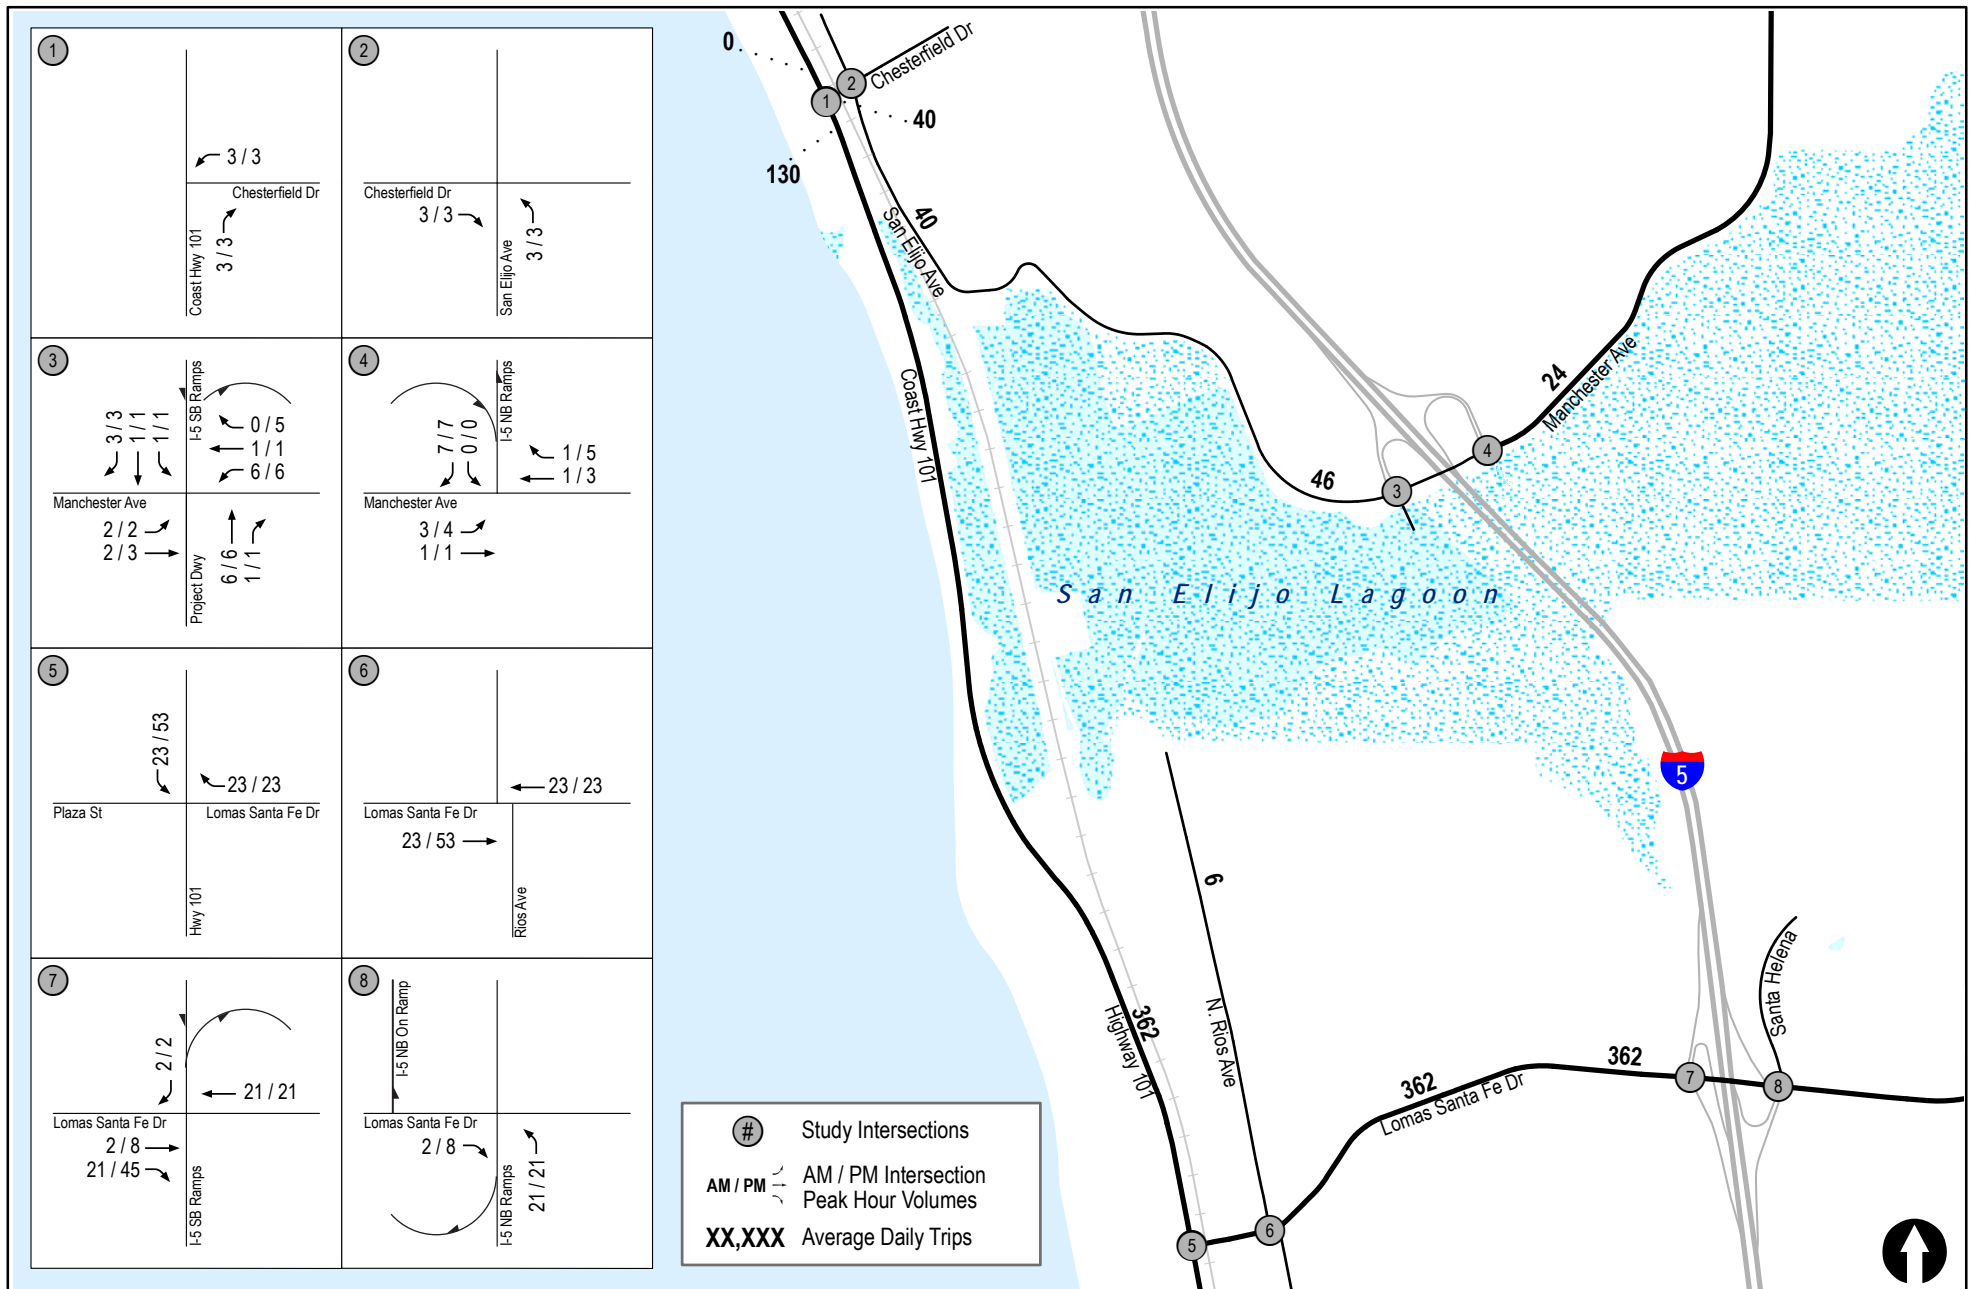 1
3 / 3
Chesterfield Dr
3 / 3
Coast Hwy 101
2
Chesterfield Dr
3 / 3
3 / 3
San Elijo Ave
3
I-5 SB Ramps
3 / 3
1 / 1
1 / 1
0 / 5
1 / 1
6 / 6
Manchester Ave
2 / 2
2 / 3
6 / 6
1 / 1
Project Dwy
4
I-5 NB Ramps
7 / 7
0 / 0
1 / 5
1 / 3
Manchester Ave
3 / 4
1 / 1
5
23 / 53
23 / 23
Plaza St
Lomas Santa Fe Dr
Hwy 101
6
23 / 23
Lomas Santa Fe Dr
23 / 53
Rios Ave
7
2 / 2
21 / 21
Lomas Santa Fe Dr
2 / 8
21 / 45
I-5 SB Ramps
8
I-5 NB On Ramp
Lomas Santa Fe Dr
2 / 8
21 / 21
I-5 NB Ramps
0
2
Chesterfield Dr
1
40
130
40
San Elijo Ave
Coast Hwy 101
24
Manchester Ave
4
46
3
San Elijo Lagoon
5
6
N. Rios Ave
362
Highway 101
Santa Helena
362
362
Lomas Santa Fe Dr
7
8
6
5
#
Study Intersections
AM / PM
AM / PM Intersection
Peak Hour Volumes
XX,XXX
Average Daily Trips